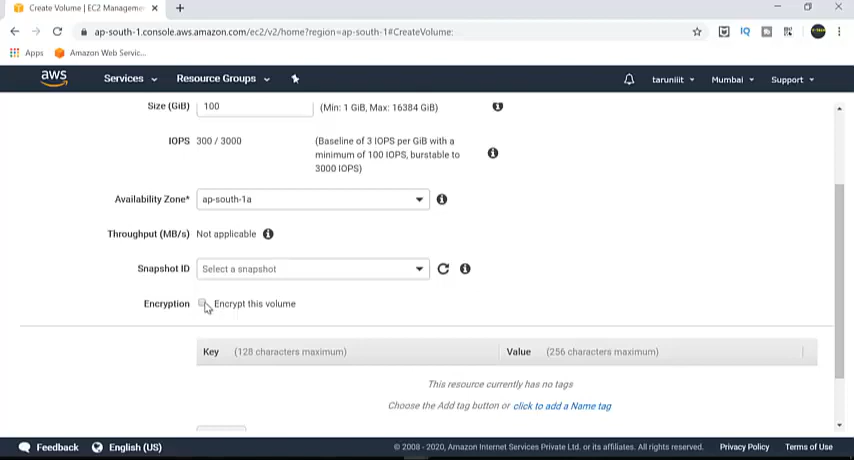 Create Volume | EC2 Managemen
ap-south-1.console.aws.amazon.com/ec2/v2/home?region=ap-south-1#CreateVolume:
Apps Amazon Web Servic...
aws Services Resource Groups taruniiit Mumbai Support
Size (GiB) 100 (Min: 1 GiB, Max: 16384 GiB)
IOPS 300 / 3000 (Baseline of 3 IOPS per GiB with a
minimum of 100 IOPS, burstable to
3000 IOPS)
Availability Zone* ap-south-1a
Throughput (MB/s) Not applicable
Snapshot ID Select a snapshot
Encryption Encrypt this volume
Key (128 characters maximum) Value (256 characters maximum)
This resource currently has no tags
Choose the Add tag button or click to add a Name tag
Feedback English (US) © 2008 - 2020, Amazon Internet Services Private Ltd. or its affiliates. All rights reserved. Privacy Policy Terms of Use